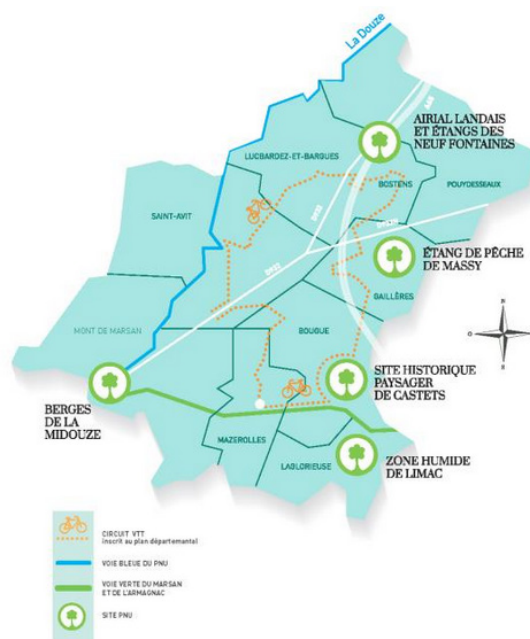 La Douze
A65
AIRIAL LANDAIS
ET ÉTANGS DES
NEUF FONTAINES
LUCBARDEZ-ET-BARGUES
BOSTENS
POUYDESSEAUX
SAINT-AVIT
D932
ÉTANG DE PÊCHE
DE MASSY
GAILLÈRES
MONT DE MARSAN
BOUGUE
N
SITE HISTORIQUE
PAYSAGER
DE CASTETS
BERGES
DE LA
MIDOUZE
MAZEROLLES
LAGLORIEUSE
ZONE HUMIDE
DE LIMAC
CIRCUIT VTT
inscrit au plan départemental
VOIE BLEUE DU PNU
VOIE VERTE DU MARSAN
ET DE L'ARMAGNAC
SITE PNU